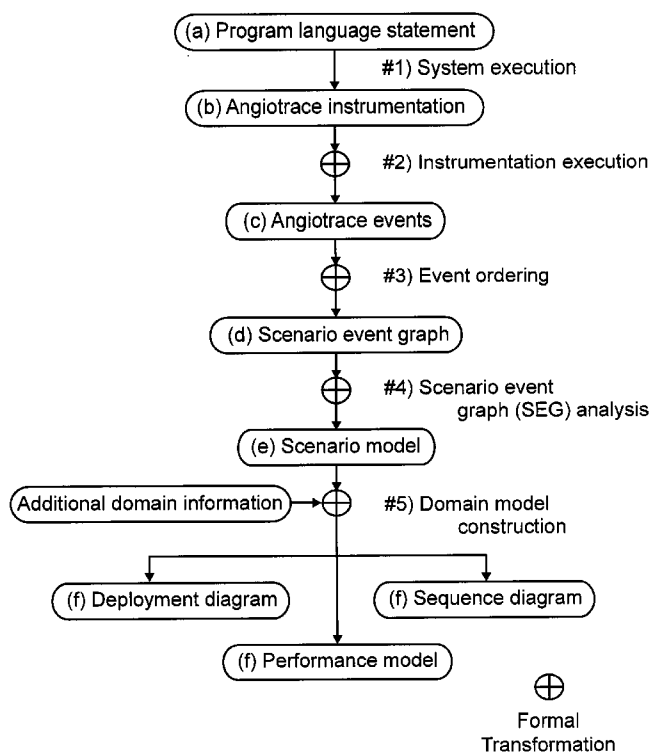 (a) Program language statement
#1) System execution
(b) Angiotrace instrumentation
#2) Instrumentation execution
(c) Angiotrace events
#3) Event ordering
(d) Scenario event graph
#4) Scenario event
graph (SEG) analysis
(e) Scenario model
Additional domain information
#5) Domain model
construction
(f) Deployment diagram
(f) Sequence diagram
(f) Performance model
Formal
Transformation